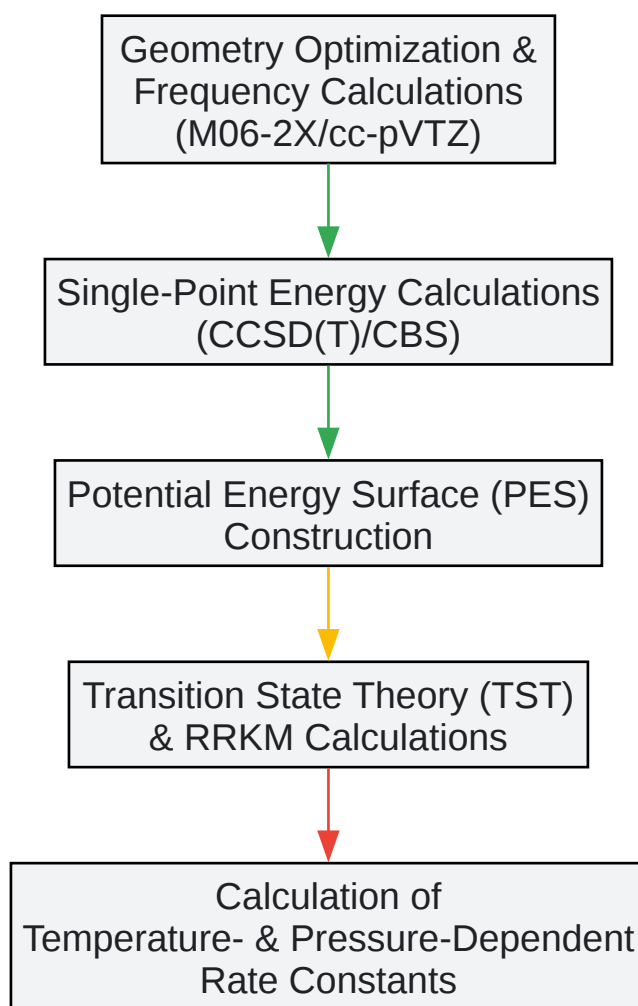 Geometry Optimization &
Frequency Calculations
(M06-2X/cc-pVTZ)
Single-Point Energy Calculations
(CCSD(T)/CBS)
Potential Energy Surface (PES)
Construction
Transition State Theory (TST)
& RRKM Calculations
Calculation of
Temperature- & Pressure-Dependent
Rate Constants